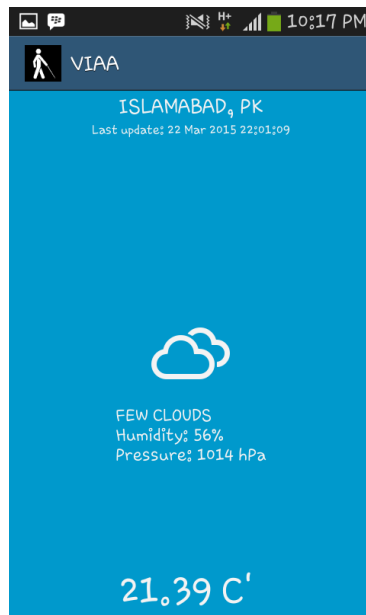 H+ 10:17 PM
VIAA
ISLAMABAD, PK
Last update: 22 Mar 2015 22:01:09
FEW CLOUDS
Humidity: 56%
Pressure: 1014 hPa
21.39 C'